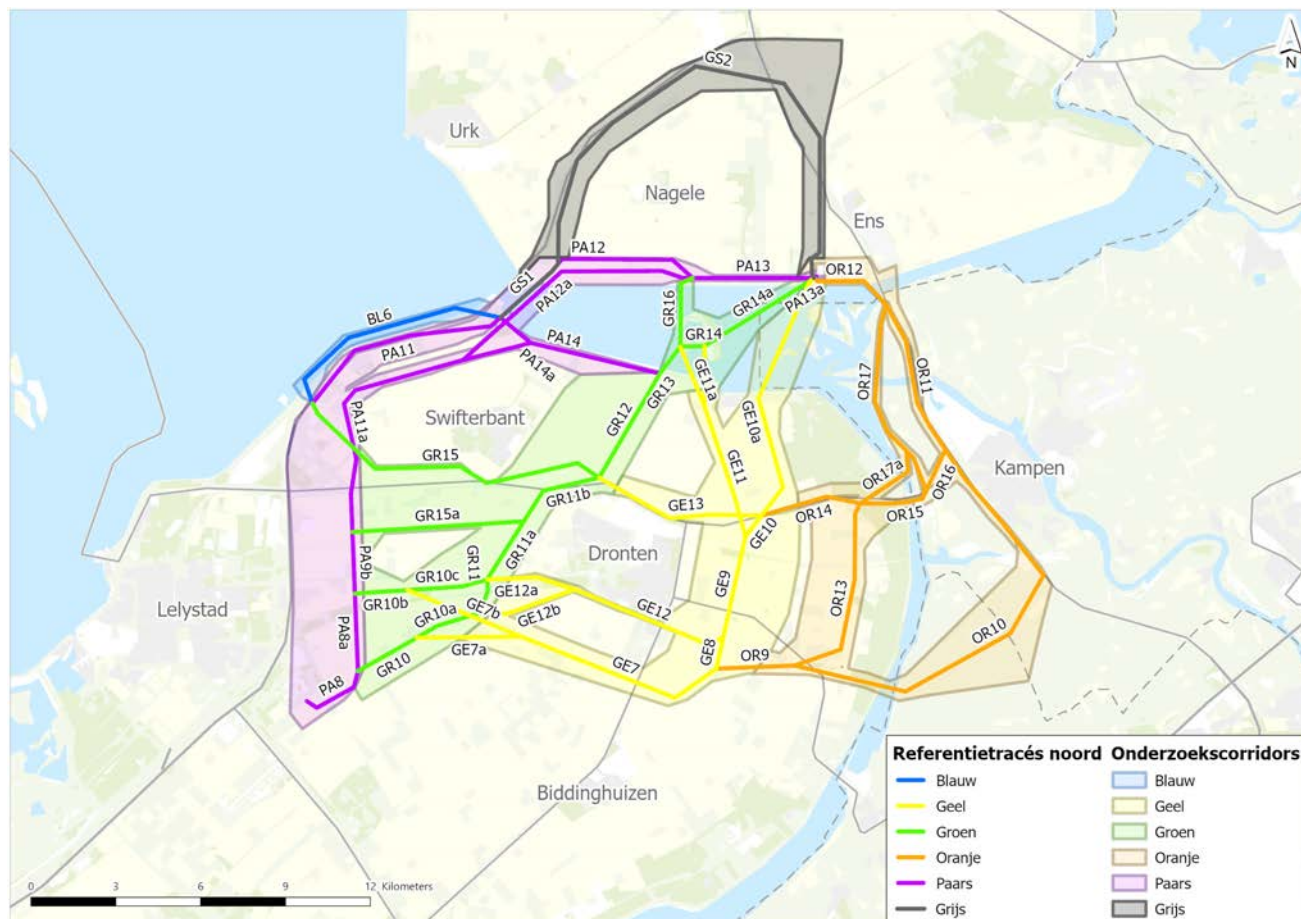 GS2
N
Urk
Nagele
Ens
PA12
PA13
OR12
GS1
PA12a
GR16
GR14a
PA13a
BL6
PA11
PA14
GR14
PA14a
GR13
GE11a
OR17
OR11
PA11a
Swifterbant
GR12
GE10a
Kampen
GR15
GE11
OR17a
OR16
GR11b
GE13
GE10
OR14
OR15
GR15a
GR11a
Dronten
PA9b
GR11
GE9
OR13
Lelystad
GR10c
GR10b
GE12a
GE12
GR10a
GE7b
GE12b
OR10
PA8a
GR10
GE7a
GE7
GE8
OR9
PA8
Biddinghuizen
Referentietracés noord Onderzoekscorridors
Blauw Blauw
Geel Geel
Groen Groen
Oranje Oranje
Paars Paars
Grijs Grijs
0 3 6 9 12 Kilometers